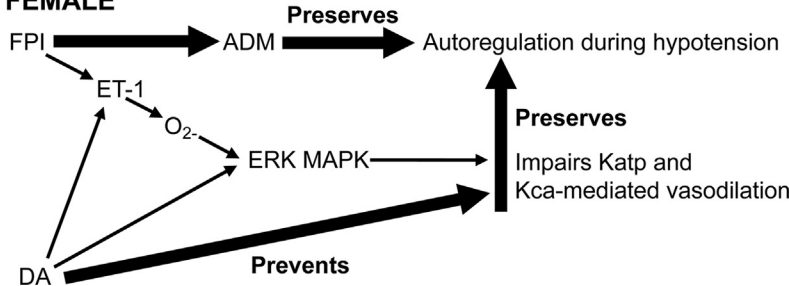 FEMALE
Preserves
FPI
ADM
Autoregulation during hypotension
ET-1
O2-
Preserves
ERK MAPK
Impairs Katp and
Kca-mediated vasodilation
Prevents
DA